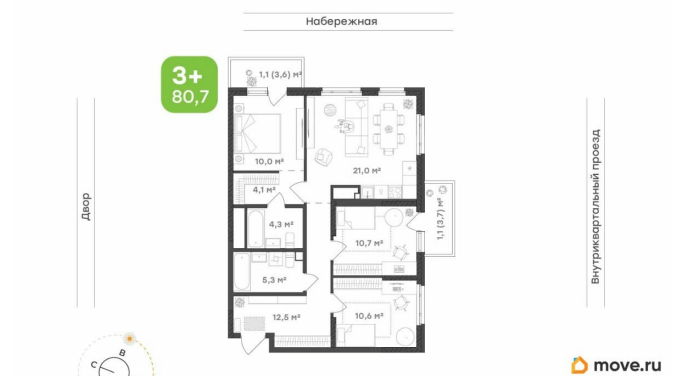 Набережная
3+
80,7
1,1 (3,6) м²
10,0 м²
21,0 м²
4,1 м²
4,3 м²
10,7 м²
1,1 (3,7) м²
5,3 м²
12,5 м²
10,6 м²
Двор
Внутриквартальный проезд
В
С
move.ru